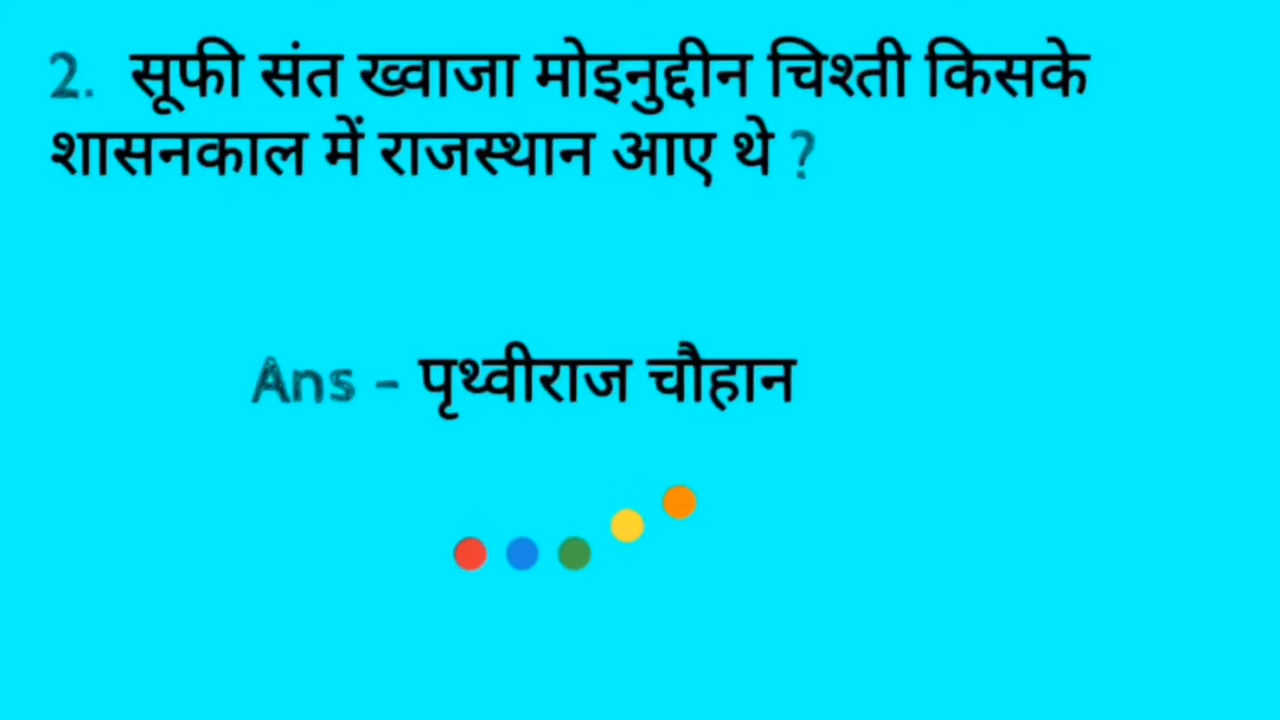 2. सूफी संत ख्वाजा मोइनुद्दीन चिश्ती किसके
शासनकाल में राजस्थान आए थे ?
Ans - पृथ्वीराज चौहान